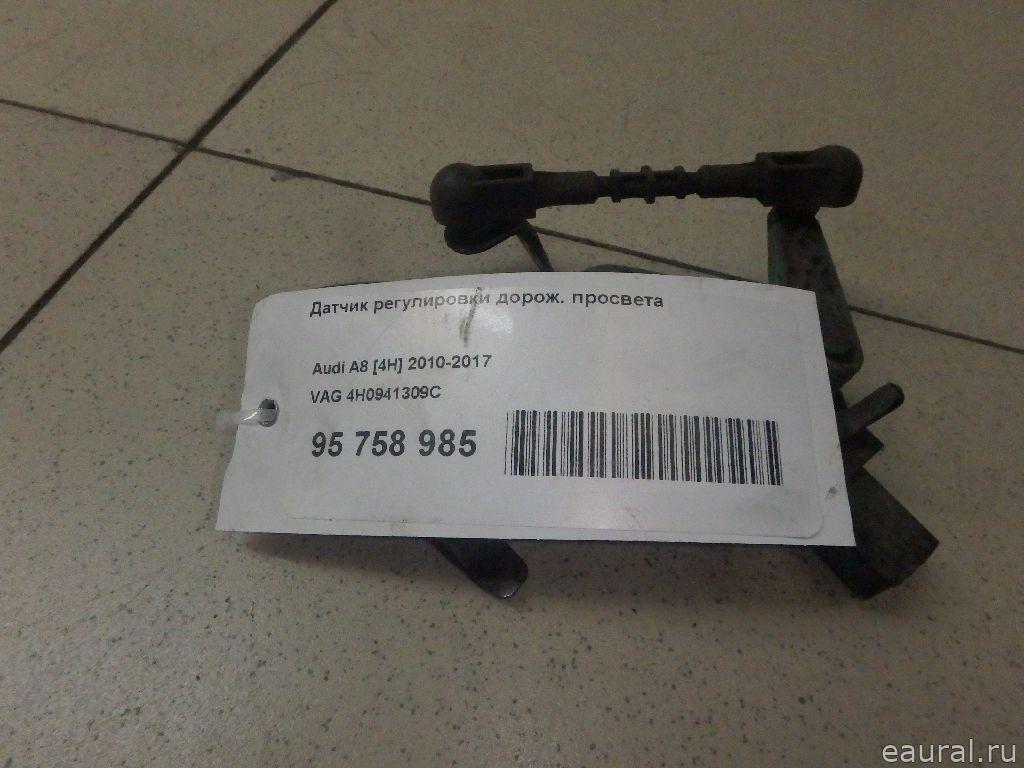 Датчик регулировки дорож. просвета
Audi A8 [4H] 2010-2017
VAG 4H0941309C
95 758 985
eaural.ru